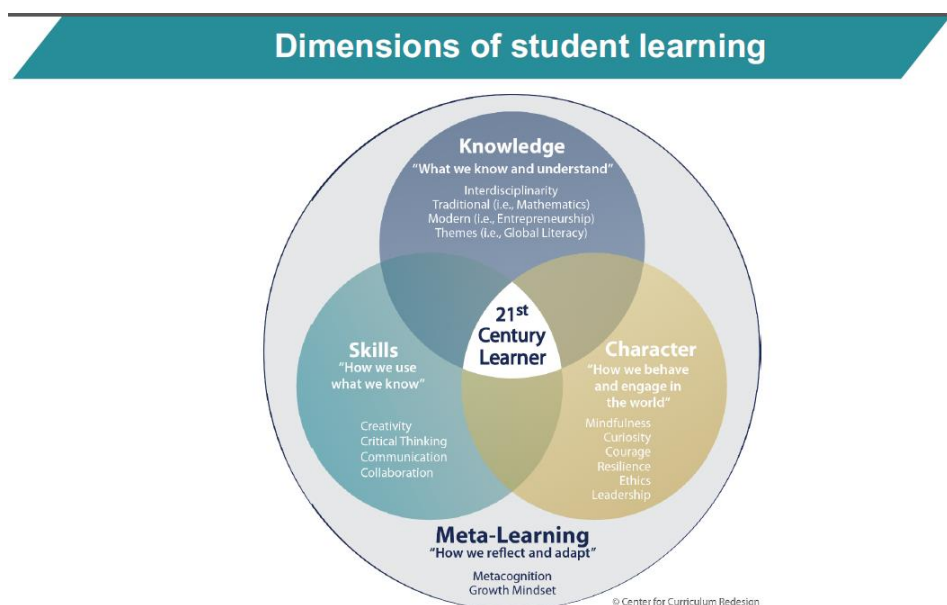 Dimensions of student learning
Knowledge
"What we know and understand"
Interdisciplinarity
Traditional (i.e., Mathematics)
Modern (i.e., Entrepreneurship)
Themes (i.e., Global Literacy)
21st
Century
Learner
Skills
"How we use
what we know"
Creativity
Critical Thinking
Communication
Collaboration
Character
"How we behave
and engage in
the world"
Mindfulness
Curiosity
Courage
Resilience
Ethics
Leadership
Meta-Learning
"How we reflect and adapt"
Metacognition
Growth Mindset
© Center for Curriculum Redesign